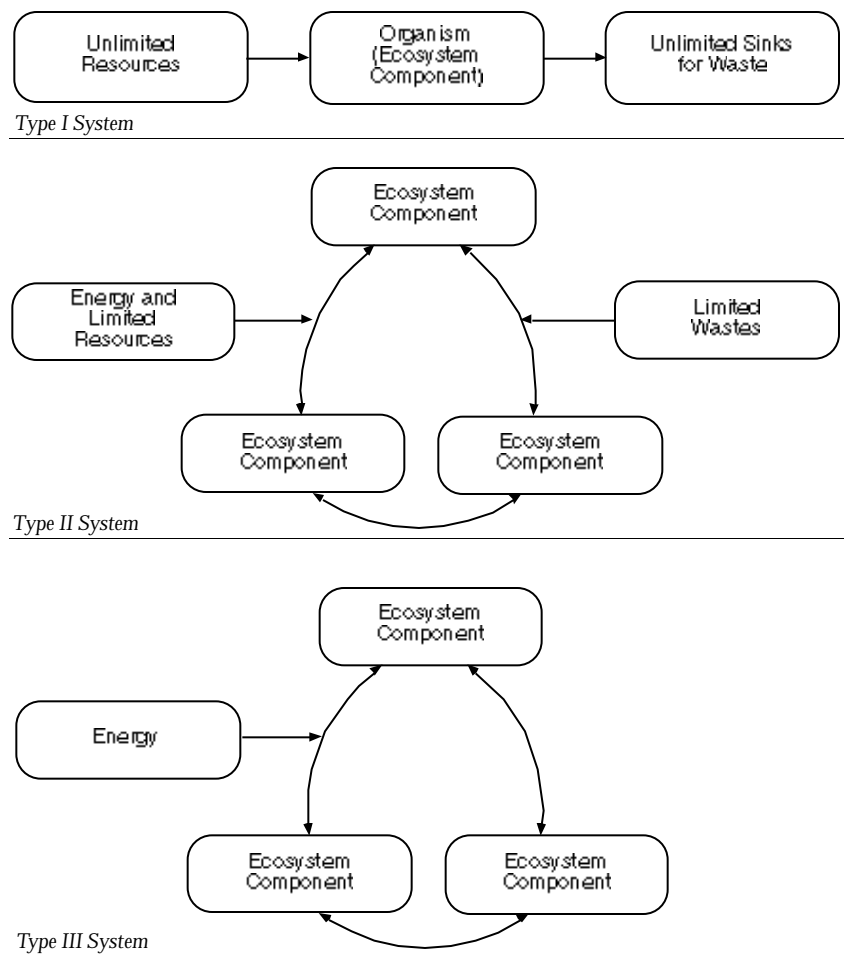 Unlimited
Resources
Organism
(Ecosystem
Component)
Unlimited Sinks
for Waste
Type I System
Ecosystem
Component
Energy and
Limited
Resources
Limited
Wastes
Ecosystem
Component
Ecosystem
Component
Type II System
Ecosystem
Component
Energy
Ecosystem
Component
Ecosystem
Component
Type III System